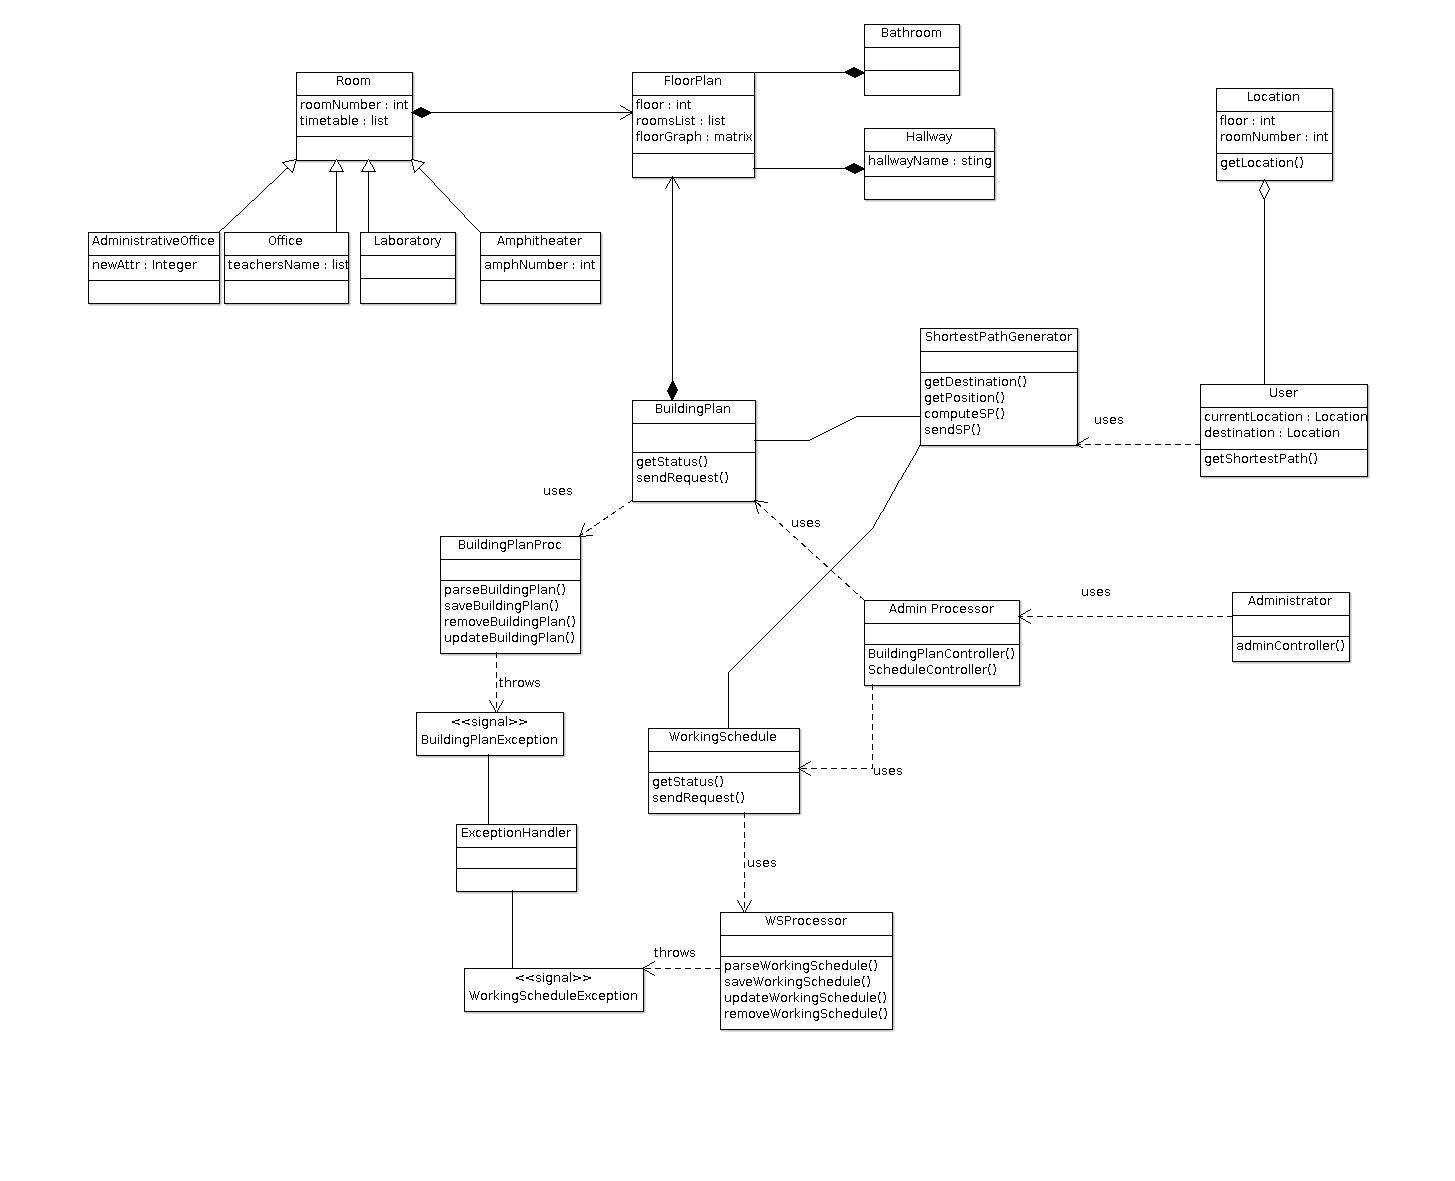 Bathroom
Room
roomNumber : int
timetable : list
FloorPlan
floor : int
roomsList : list
floorGraph : matrix
Hallway
hallwayName : sting
Location
floor : int
roomNumber : int
getLocation()
AdministrativeOffice
newAttr : Integer
Office
teachersName : list
Laboratory
Amphitheater
amphNumber : int
ShortestPathGenerator
getDestination()
getPosition()
computeSP()
sendSP()
uses
User
currentLocation : Location
destination : Location
getShortestPath()
BuildingPlan
getStatus()
sendRequest()
uses
uses
BuildingPlanProc
parseBuildingPlan()
saveBuildingPlan()
removeBuildingPlan()
updateBuildingPlan()
throws
Admin Processor
BuildingPlanController()
ScheduleController()
uses
Administrator
adminController()
<<signal>>
BuildingPlanException
WorkingSchedule
getStatus()
sendRequest()
uses
ExceptionHandler
uses
WSProcessor
parseWorkingSchedule()
saveWorkingSchedule()
updateWorkingSchedule()
removeWorkingSchedule()
throws
<<signal>>
WorkingScheduleException